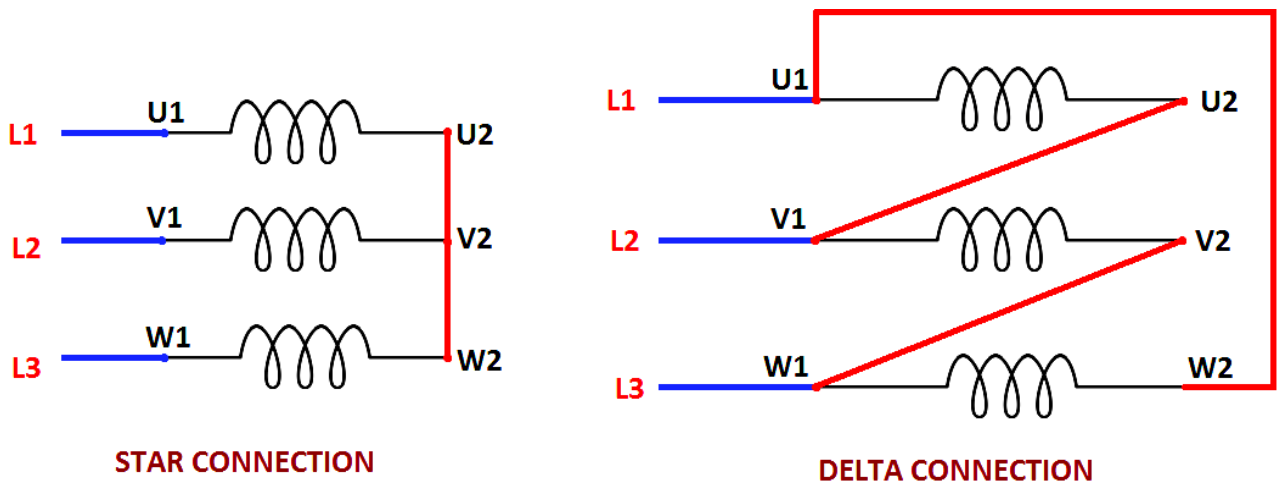 L1 U1 U2
L2 V1 V2
L3 W1 W2
STAR CONNECTION
L1 U1 U2
L2 V1 V2
L3 W1 W2
DELTA CONNECTION